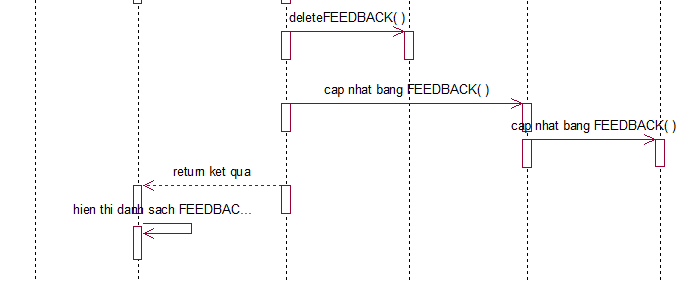 deleteFEEDBACK( )
cap nhat bang FEEDBACK( )
cap nhat bang FEEDBACK( )
return ket qua
hien thi danh sach FEEDBAC...